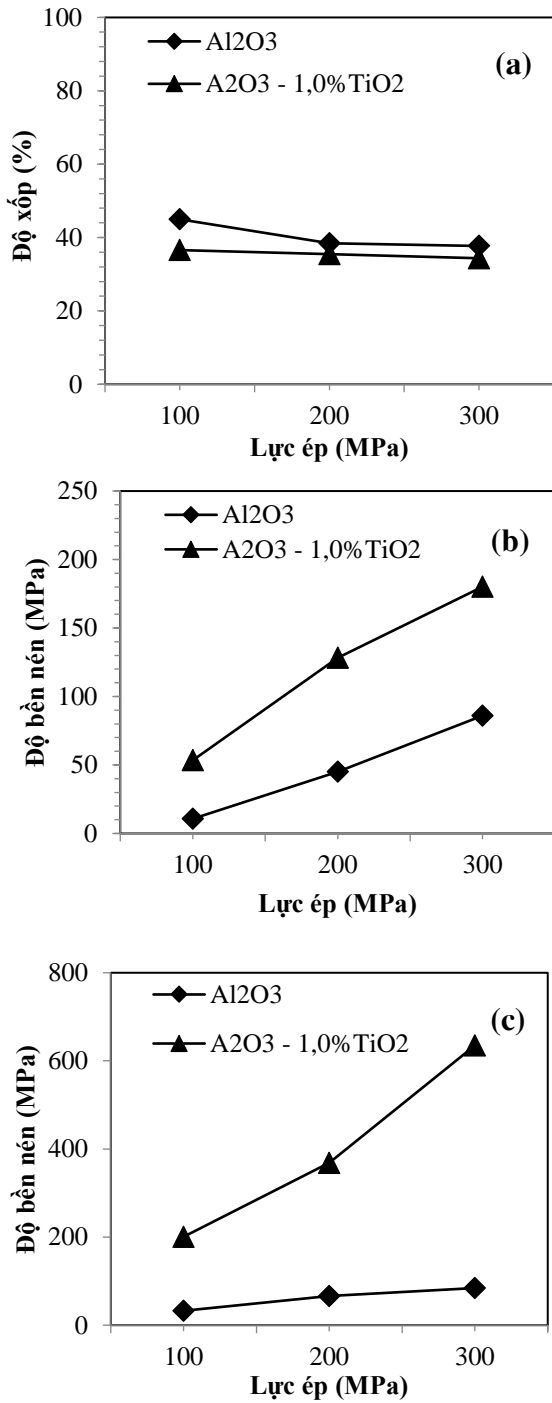 100
80
60
40
20
0
Độ xốp (%)
Al2O3
A2O3 - 1,0%TiO2
(a)
100 200 300
Lực ép (MPa)
250
200
150
100
50
0
Độ bền nén (MPa)
Al2O3
A2O3 - 1,0%TiO2
(b)
100 200 300
Lực ép (MPa)
800
600
400
200
0
Độ bền nén (MPa)
Al2O3
A2O3 - 1,0%TiO2
(c)
100 200 300
Lực ép (MPa)